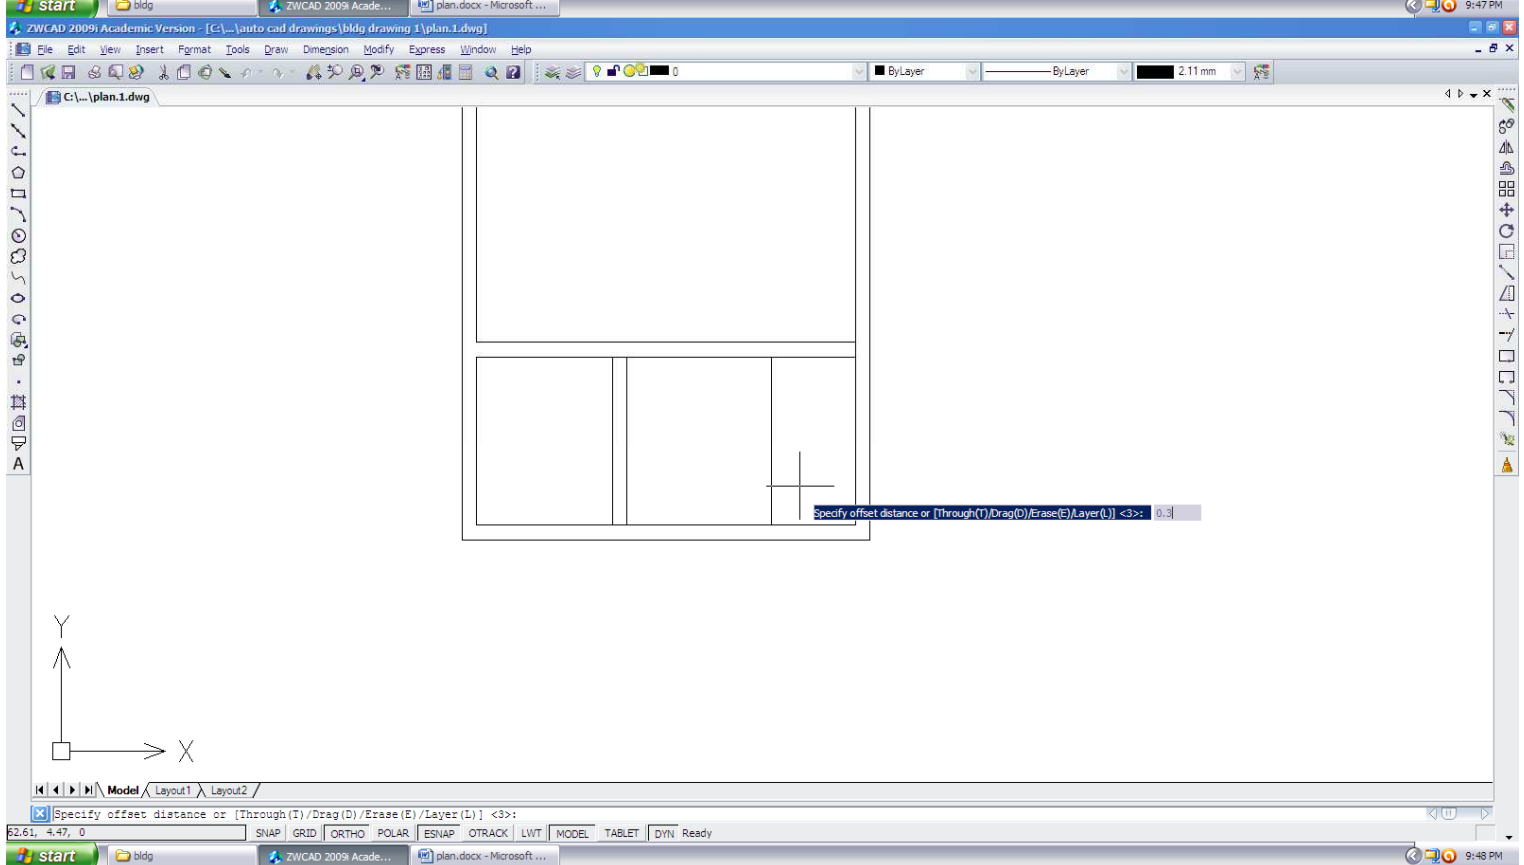 start bldg ZWCAD 2009i Acade... plan.docx - Microsoft ... 9:47 PM
ZWCAD 2009i Academic Version - [C:\...\auto cad drawings\bldg drawing 1\plan.1.dwg]
File Edit View Insert Format Tools Draw Dimension Modify Express Window Help
0 ByLayer ByLayer 2.11 mm
C:\...\plan.1.dwg
A
Specify offset distance or [Through(T)/Drag(D)/Erase(E)/Layer(L)] <3>: 0.3
Y
X
Model Layout1 Layout2
Specify offset distance or [Through(T)/Drag(D)/Erase(E)/Layer(L)] <3>:
62.61, 4.47, 0 SNAP GRID ORTHO POLAR ESNAP OTRACK LWT MODEL TABLET DYN Ready
start bldg ZWCAD 2009i Acade... plan.docx - Microsoft ... 9:48 PM